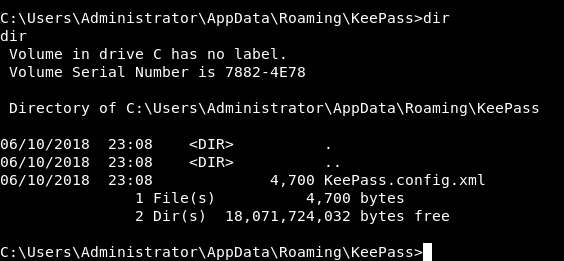 C:\Users\Administrator\AppData\Roaming\KeePass>dir
dir
 Volume in drive C has no label.
 Volume Serial Number is 7882-4E78

 Directory of C:\Users\Administrator\AppData\Roaming\KeePass

06/10/2018  23:08    <DIR>          .
06/10/2018  23:08    <DIR>          ..
06/10/2018  23:08             4,700 KeePass.config.xml
               1 File(s)          4,700 bytes
               2 Dir(s)  18,071,724,032 bytes free

C:\Users\Administrator\AppData\Roaming\KeePass>